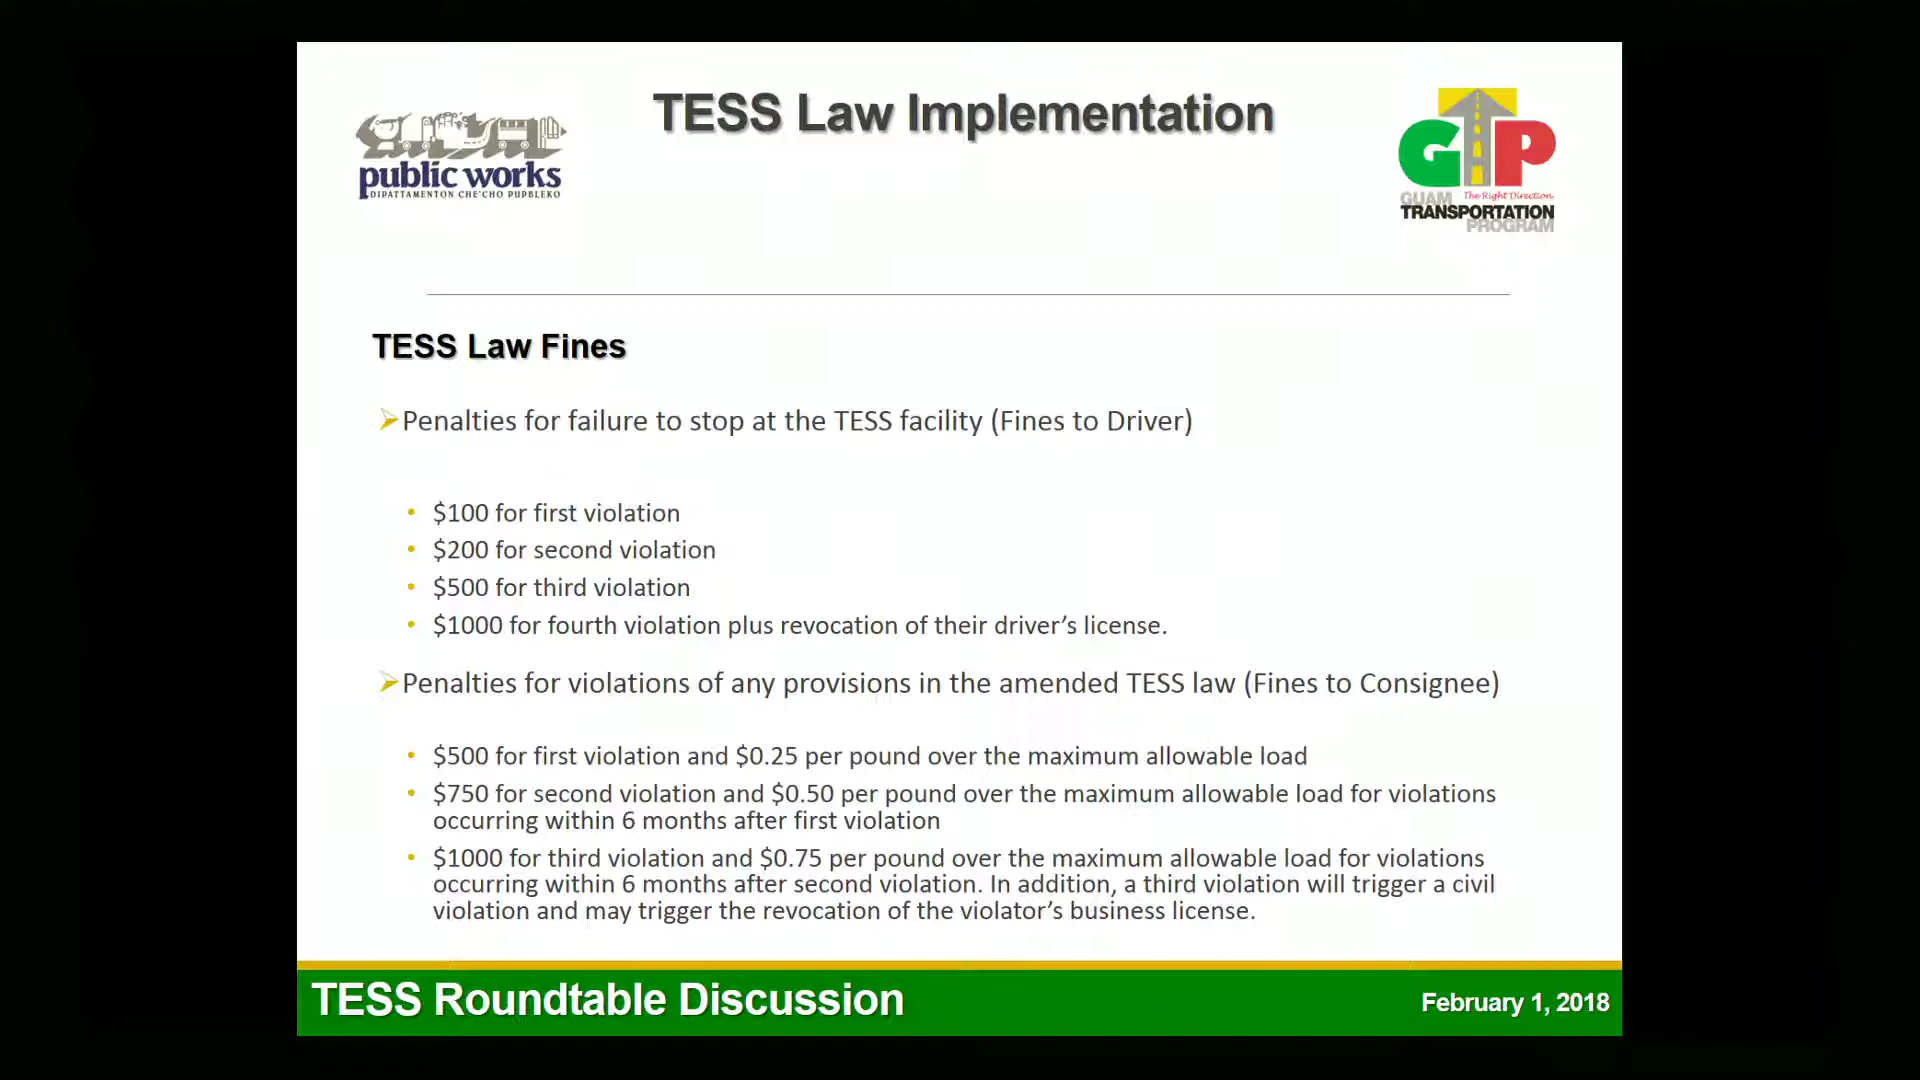 TESS Law Implementation
public works
DIPATTAMENTON CHE'CHO PUPBLEKO
GTP
The Right Direction
GUAM
TRANSPORTATION
PROGRAM
TESS Law Fines
Penalties for failure to stop at the TESS facility (Fines to Driver)
• $100 for first violation
• $200 for second violation
• $500 for third violation
• $1000 for fourth violation plus revocation of their driver’s license.
Penalties for violations of any provisions in the amended TESS law (Fines to Consignee)
• $500 for first violation and $0.25 per pound over the maximum allowable load
• $750 for second violation and $0.50 per pound over the maximum allowable load for violations
occurring within 6 months after first violation
• $1000 for third violation and $0.75 per pound over the maximum allowable load for violations
occurring within 6 months after second violation. In addition, a third violation will trigger a civil
violation and may trigger the revocation of the violator’s business license.
TESS Roundtable Discussion
February 1, 2018